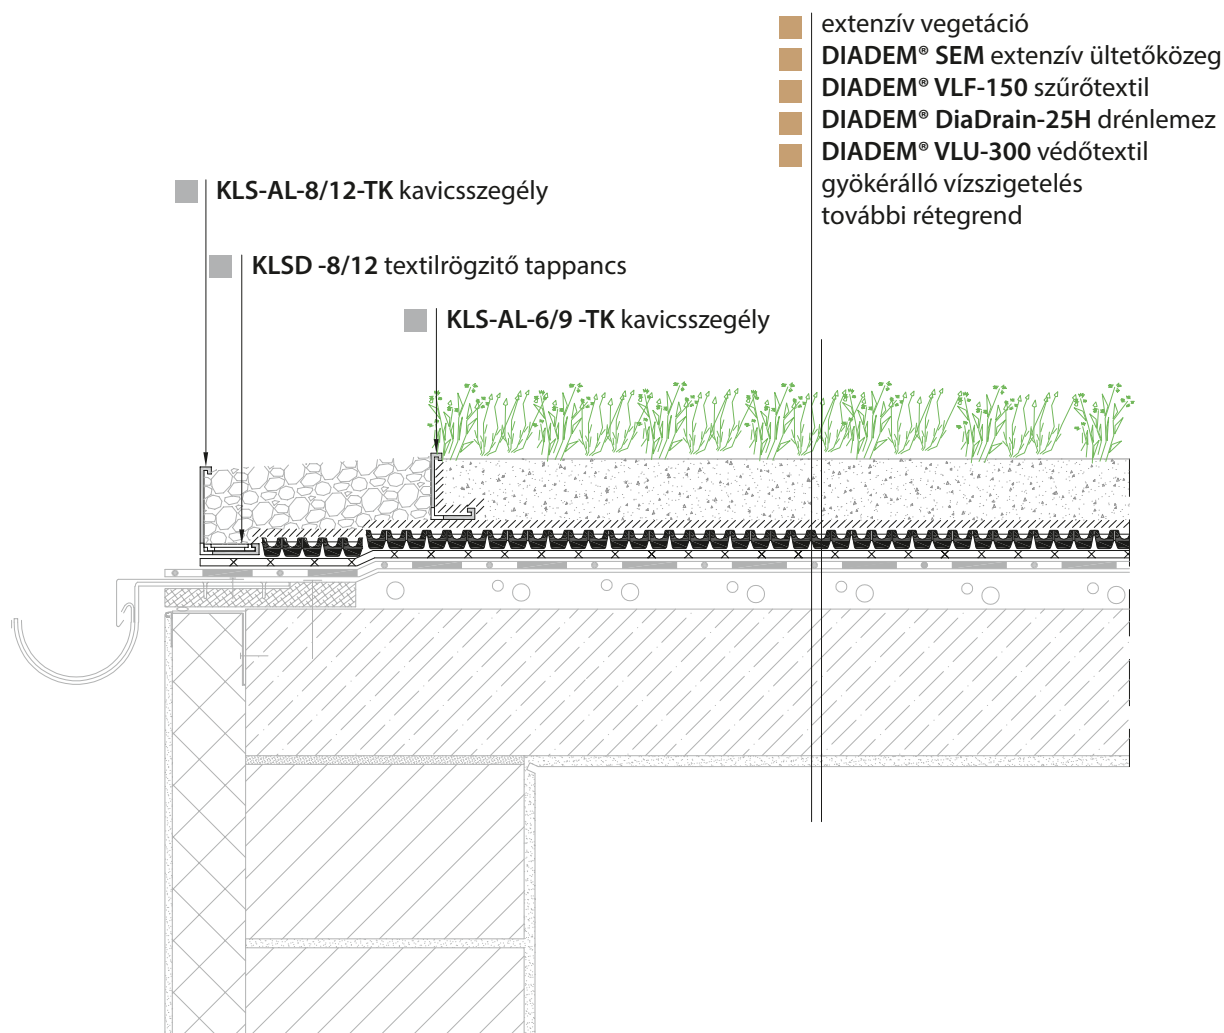 extenzív vegetáció
DIADEM® SEM extenzív ültetőközeg
DIADEM® VLF-150 szűrőtextil
DIADEM® DiaDrain-25H drénlemez
DIADEM® VLU-300 védőtextil
gyökérálló vízszigetelés
további rétegrend
KLS-AL-8/12-TK kavicsszegély
KLSD -8/12 textilrögzitő tappancs
KLS-AL-6/9 -TK kavicsszegély